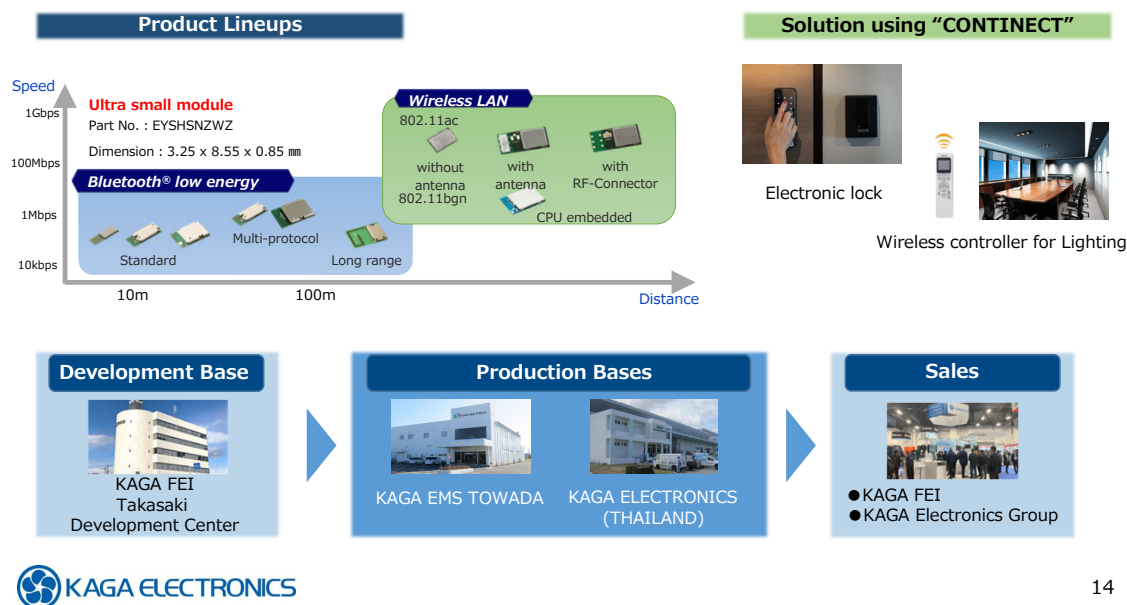 Product Lineups
Solution using “CONTINECT”
Speed
1Gbps
100Mbps
1Mbps
10kbps
Ultra small module
Part No. : EYSHSNZWZ
Dimension : 3.25 x 8.55 x 0.85 ㎜
Bluetooth® low energy
Standard
Multi-protocol
Long range
Wireless LAN
802.11ac
without
antenna
with
antenna
with
RF-Connector
802.11bgn
CPU embedded
10m
100m
Distance
Electronic lock
Wireless controller for Lighting
Development Base
KAGA FEI
Takasaki
Development Center
Production Bases
KAGA EMS TOWADA
KAGA ELECTRONICS
(THAILAND)
Sales
●KAGA FEI
●KAGA Electronics Group
KAGA ELECTRONICS
14